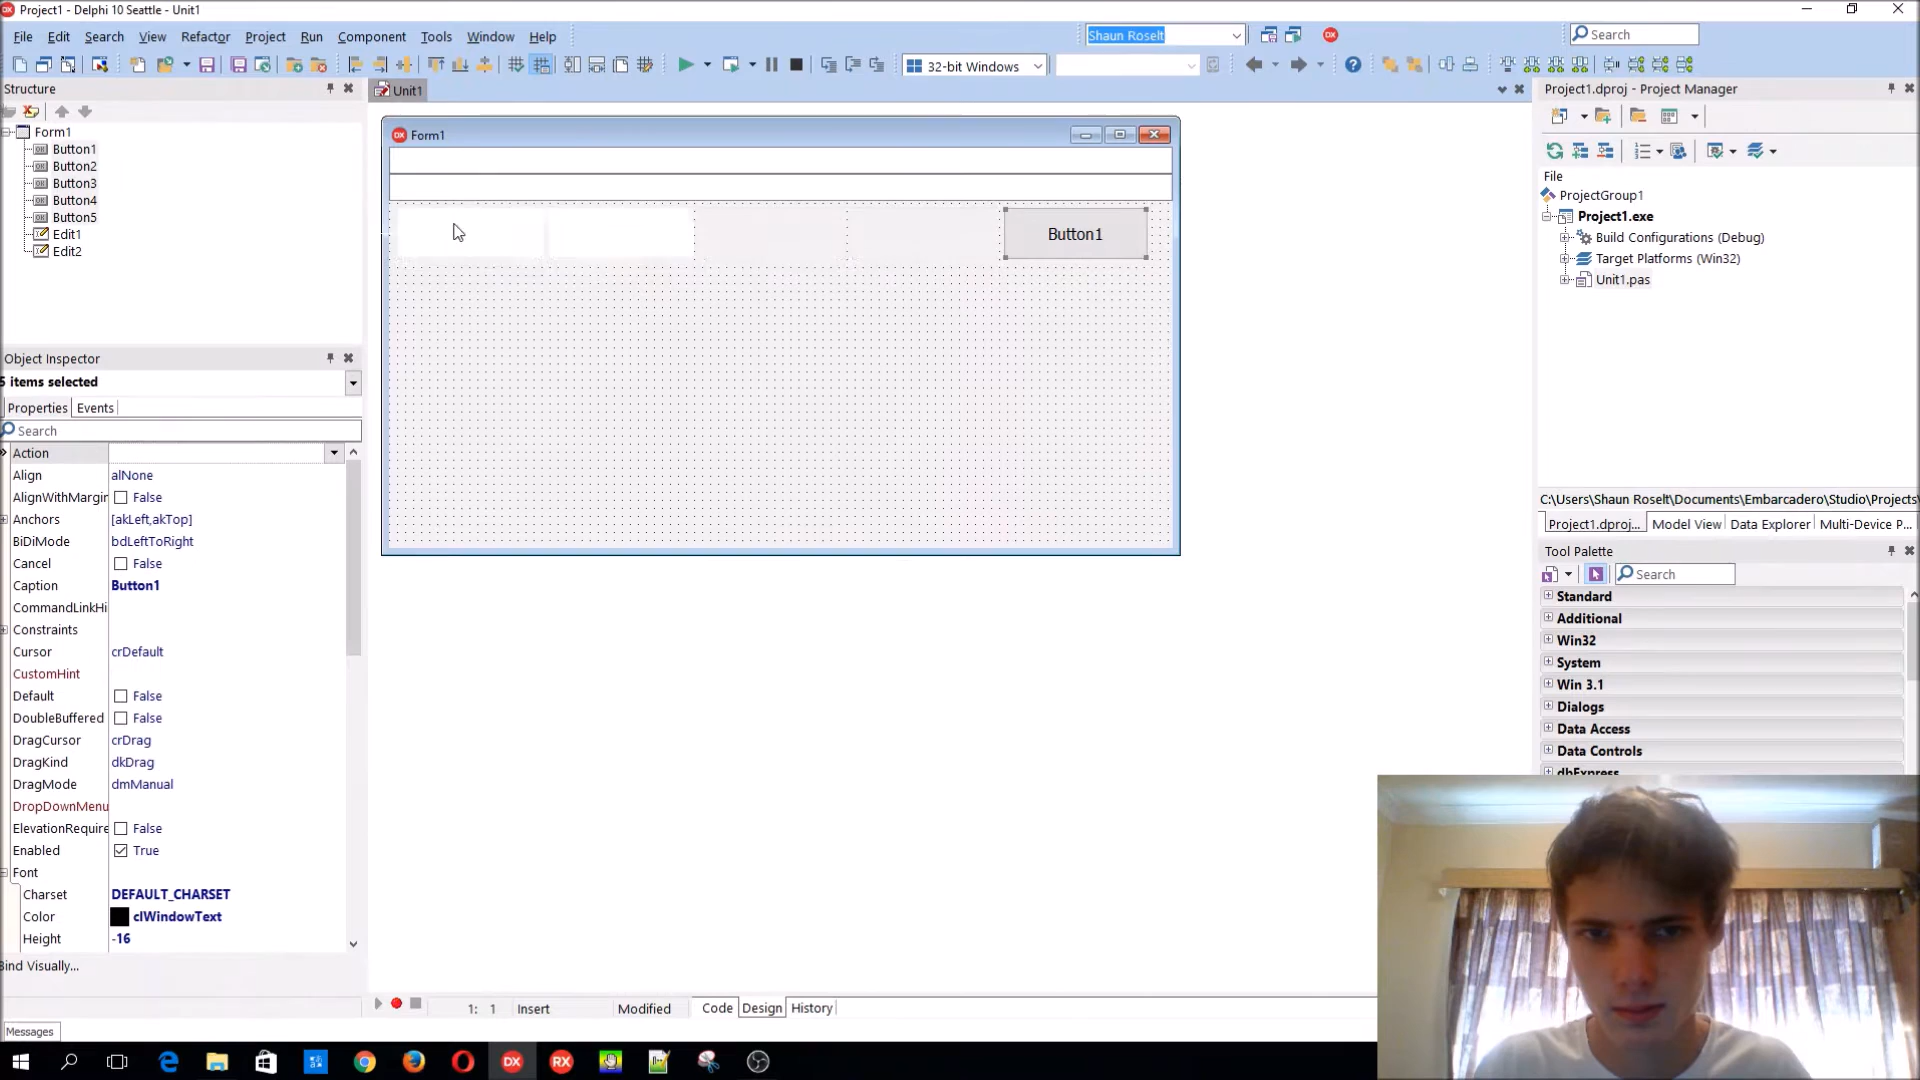 Project1 - Delphi 10 Seattle - Unit1
File Edit Search View Refactor Project Run Component Tools Window Help
Shaun Roselt
Search
32-bit Windows
Structure
Unit1
Project1.dproj - Project Manager
Form1
Button1
Button2
Button3
Button4
Button5
Edit1
Edit2
Form1
Button1
File
ProjectGroup1
Project1.exe
Build Configurations (Debug)
Target Platforms (Win32)
Unit1.pas
Object Inspector
5 items selected
Properties Events
Search
Action
Align alNone
AlignWithMargin False
Anchors [akLeft,akTop]
BiDiMode bdLeftToRight
Cancel False
Caption Button1
CommandLinkHi
Constraints
Cursor crDefault
CustomHint
Default False
DoubleBuffered False
DragCursor crDrag
DragKind dkDrag
DragMode dmManual
DropDownMenu
ElevationRequire False
Enabled True
Font
Charset DEFAULT_CHARSET
Color clWindowText
Height -16
Bind Visually...
C:\Users\Shaun Roselt\Documents\Embarcadero\Studio\Projects\
Project1.dproj... Model View Data Explorer Multi-Device P...
Tool Palette
Search
Standard
Additional
Win32
System
Win 3.1
Dialogs
Data Access
Data Controls
dbExpress
1: 1 Insert Modified Code Design History
Messages